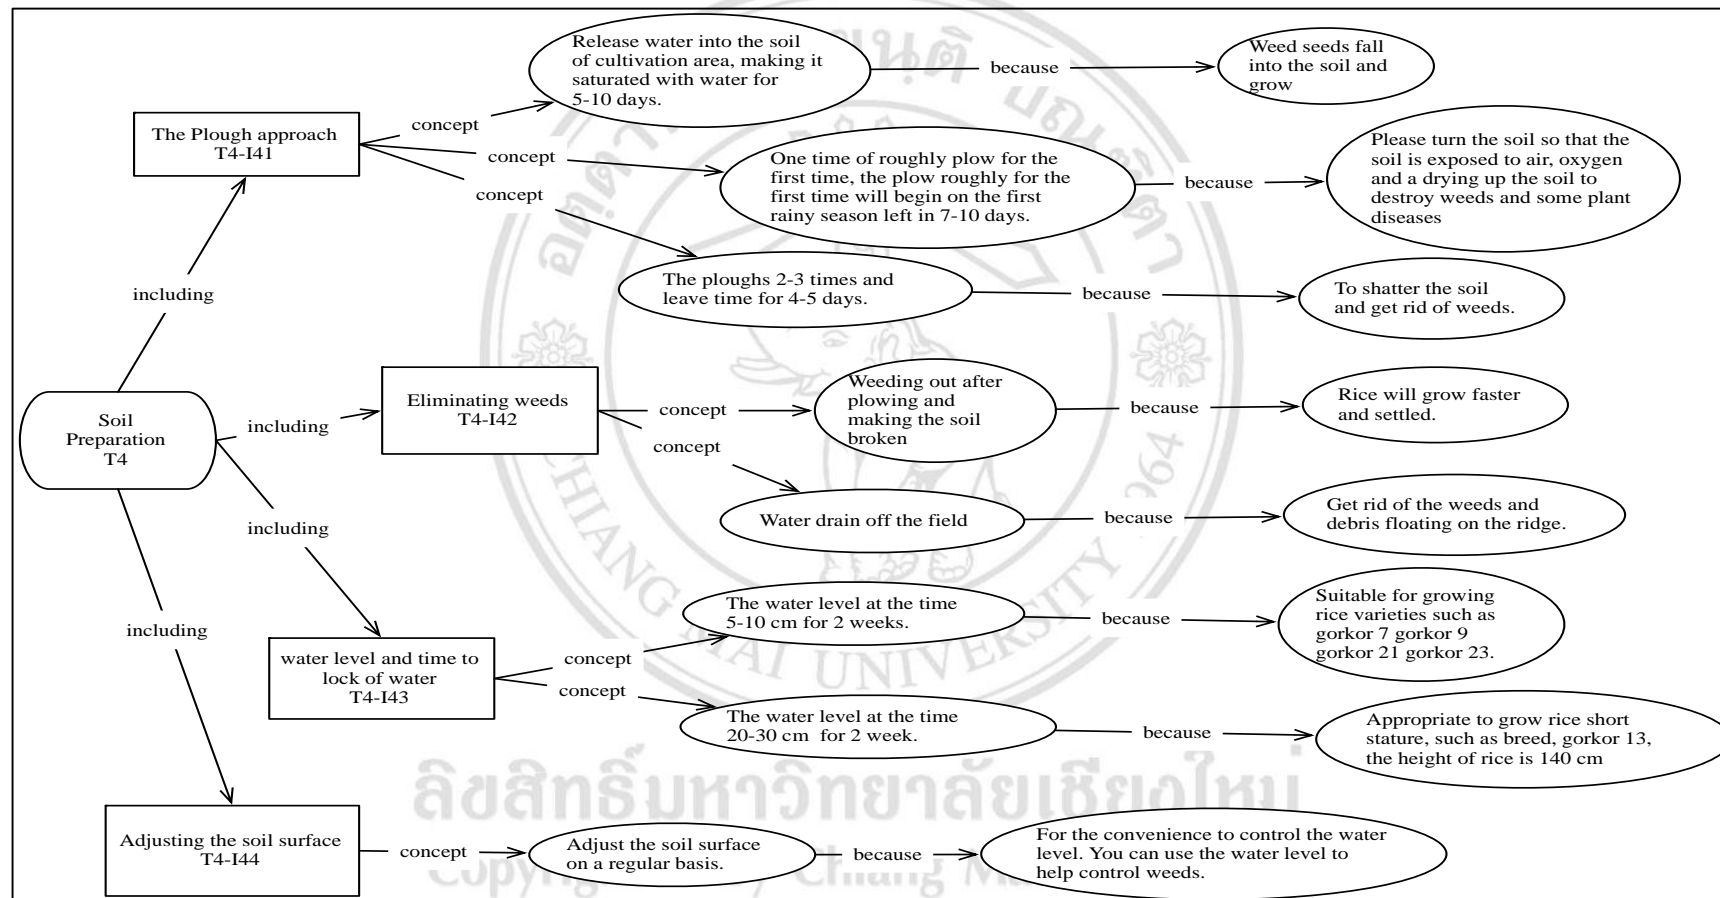 Release water into the soil
of cultivation area, making it
saturated with water for
5-10 days.
because
Weed seeds fall
into the soil and
grow
The Plough approach
T4-I41
concept
concept
concept
One time of roughly plow for the
first time, the plow roughly for the
first time will begin on the first
rainy season left in 7-10 days.
because
Please turn the soil so that the
soil is exposed to air, oxygen
and a drying up the soil to
destroy weeds and some plant
diseases
The ploughs 2-3 times and
leave time for 4-5 days.
because
To shatter the soil
and get rid of weeds.
including
Soil
Preparation
T4
including
Eliminating weeds
T4-I42
concept
concept
Weeding out after
plowing and
making the soil
broken
because
Rice will grow faster
and settled.
Water drain off the field
because
Get rid of the weeds and
debris floating on the ridge.
including
water level and time to
lock of water
T4-I43
concept
concept
The water level at the time
5-10 cm for 2 weeks.
because
Suitable for growing
rice varieties such as
gorkor 7 gorkor 9
gorkor 21 gorkor 23.
The water level at the time
20-30 cm for 2 week.
because
Appropriate to grow rice short
stature, such as breed, gorkor 13,
the height of rice is 140 cm
including
Adjusting the soil surface
T4-I44
concept
Adjust the soil surface
on a regular basis.
because
For the convenience to control the water
level. You can use the water level to
help control weeds.
CHIANG MAI UNIVERSITY 1964
ลิขสิทธิ์มหาวิทยาลัยเชียงใหม่